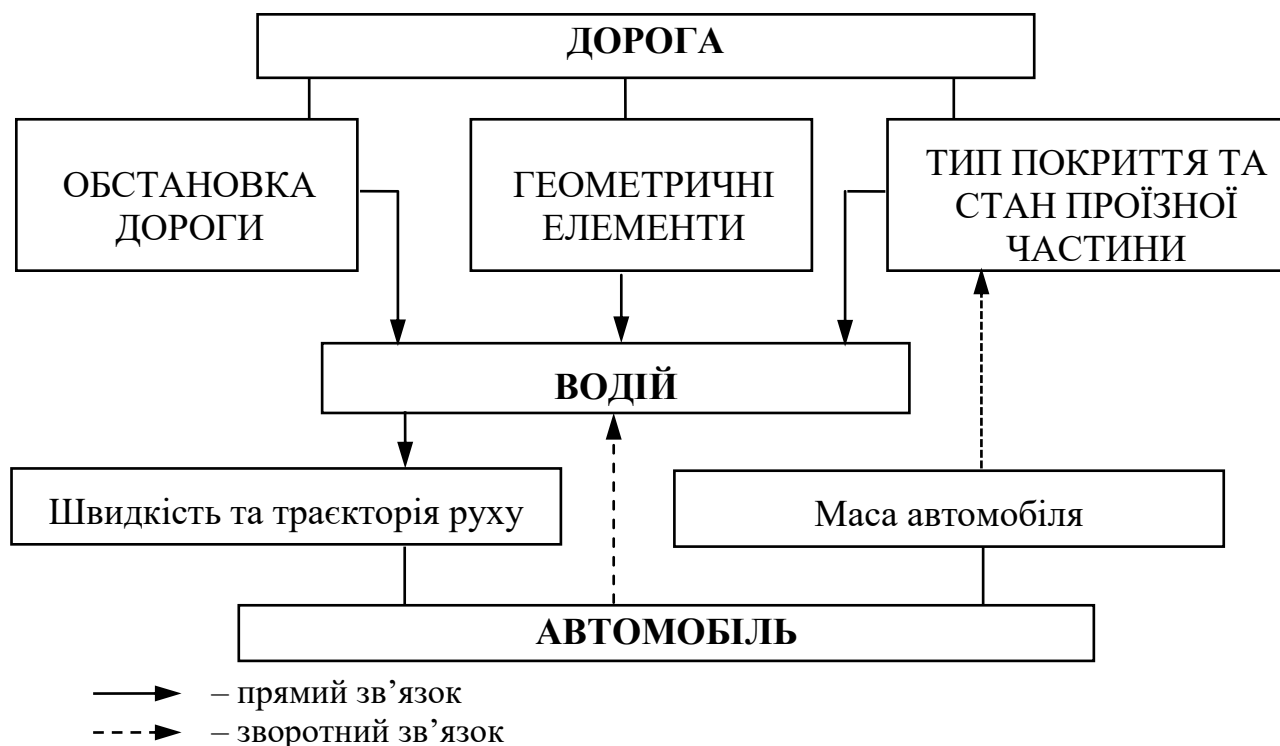 ДОРОГА
ОБСТАНОВКА
ДОРОГИ
ГЕОМЕТРИЧНІ
ЕЛЕМЕНТИ
ТИП ПОКРИТТЯ ТА
СТАН ПРОЇЗНОЇ
ЧАСТИНИ
ВОДІЙ
Швидкість та траєкторія руху
Маса автомобіля
АВТОМОБІЛЬ
– прямий зв’язок
– зворотний зв’язок